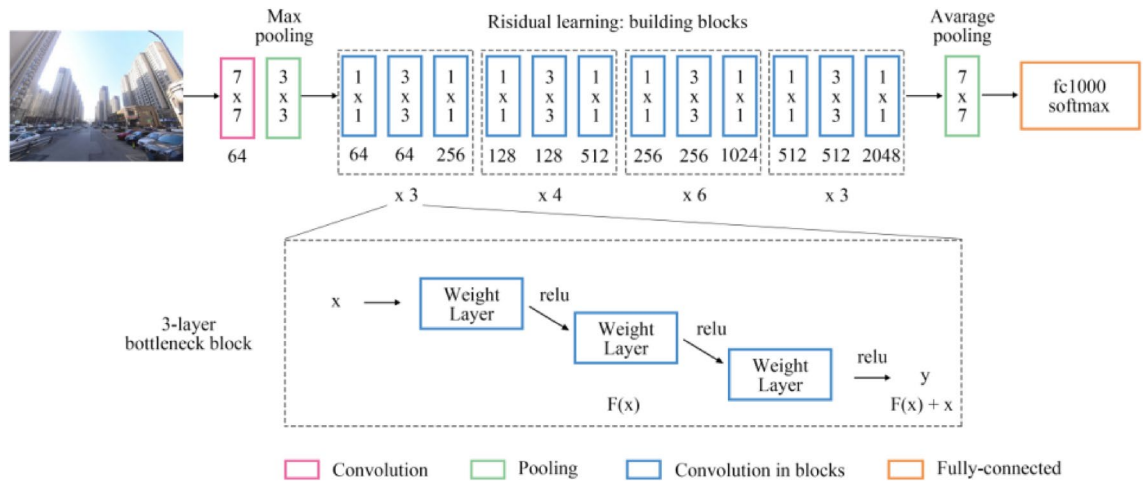 Max
pooling
Risidual learning: building blocks
Avarage
pooling
7
x
7
3
x
3
1
x
1
3
x
3
1
x
1
1
x
1
3
x
3
1
x
1
1
x
1
3
x
3
1
x
1
1
x
1
3
x
3
1
x
1
7
x
7
fc1000
softmax
64
64 64 256
128 128 512
256 256 1024
512 512 2048
x 3
x 4
x 6
x 3
3-layer
bottleneck block
x
Weight
Layer
relu
Weight
Layer
relu
Weight
Layer
relu
y
F(x)
F(x) + x
Convolution
Pooling
Convolution in blocks
Fully-connected